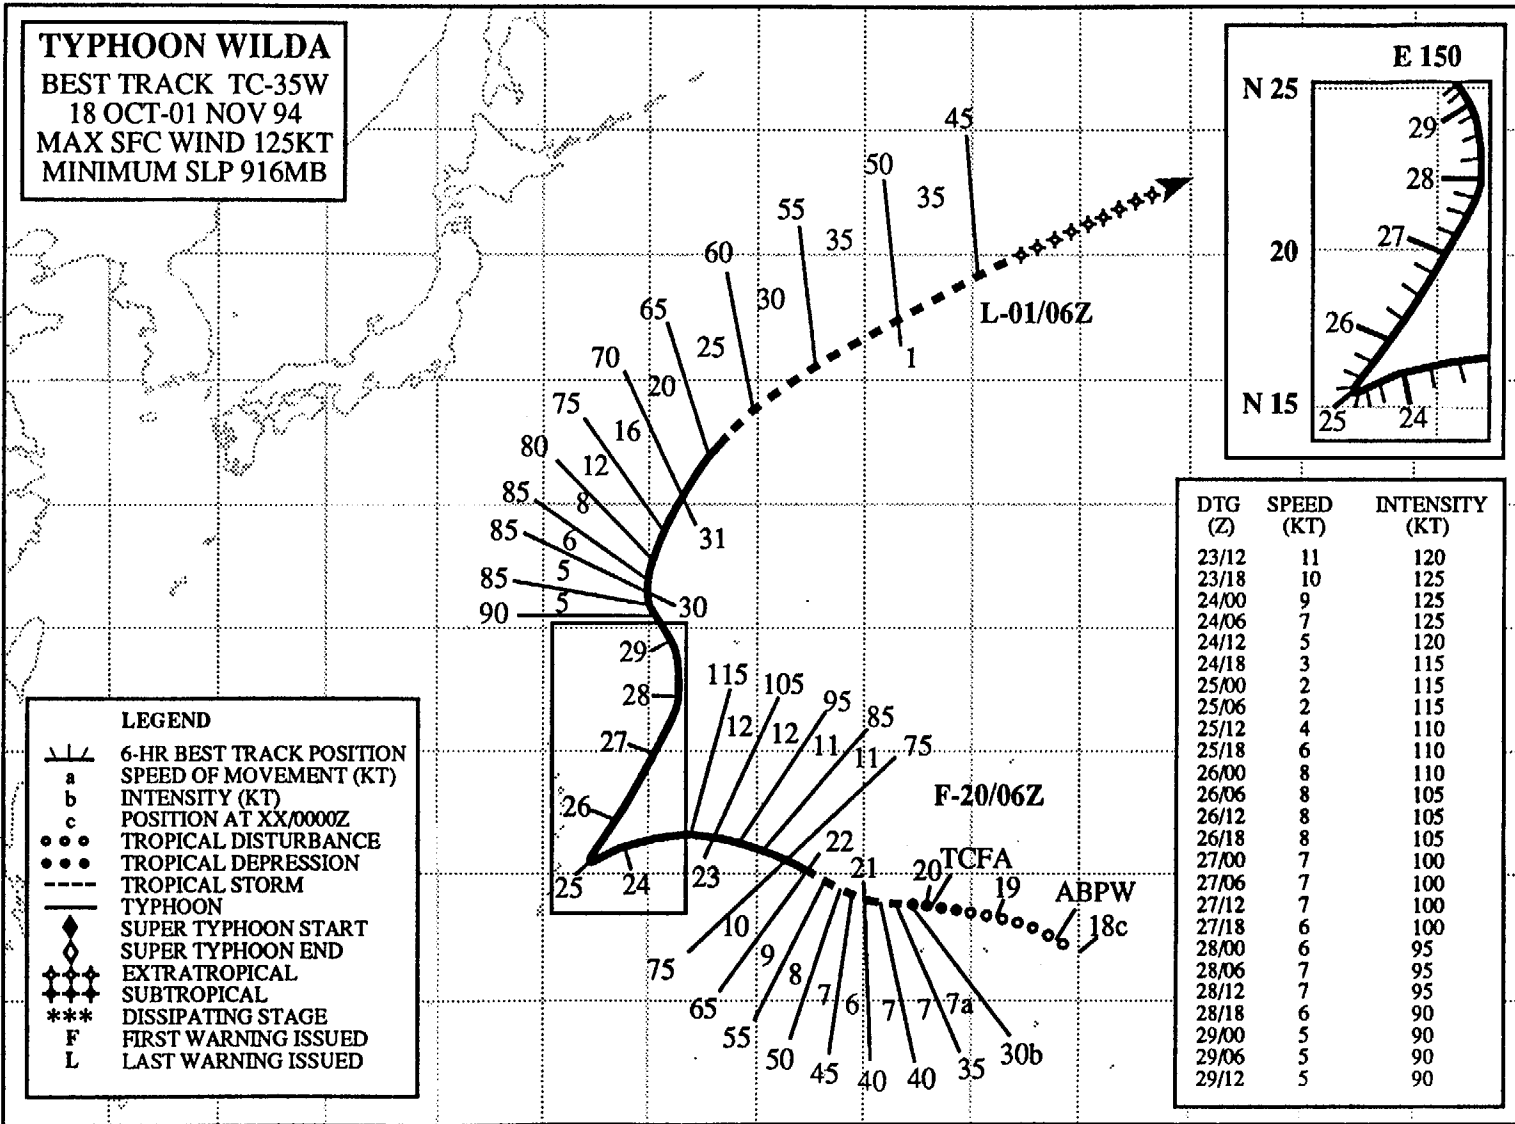 TYPHOON WILDA
BEST TRACK TC-35W
18 OCT-01 NOV 94
MAX SFC WIND 125KT
MINIMUM SLP 916MB
E 150
N 25
29
28
27
20
26
N 15
25
24
45
50
35
55
35
60
30
65
25
L-01/06Z
1
70
20
75
16
80
12
85
8
31
85
6
5
85
5
30
90
29
28
27
26
25
24
23
115
105
95
85
75
12
12
11
11
F-20/06Z
22
21
20
TCFA
19
ABPW
18c
75
10
65
9
55
8
50
7
45
6
40
7
40
7
35
7a
30b
DTG SPEED INTENSITY
(Z) (KT) (KT)
23/12 11 120
23/18 10 125
24/00 9 125
24/06 7 125
24/12 5 120
24/18 3 115
25/00 2 115
25/06 2 115
25/12 4 110
25/18 6 110
26/00 8 110
26/06 8 105
26/12 8 105
26/18 8 105
27/00 7 100
27/06 7 100
27/12 7 100
27/18 6 100
28/00 6 95
28/06 7 95
28/12 7 95
28/18 6 90
29/00 5 90
29/06 5 90
29/12 5 90
LEGEND
6-HR BEST TRACK POSITION
a SPEED OF MOVEMENT (KT)
b INTENSITY (KT)
c POSITION AT XX/0000Z
TROPICAL DISTURBANCE
TROPICAL DEPRESSION
TROPICAL STORM
TYPHOON
SUPER TYPHOON START
SUPER TYPHOON END
EXTRATROPICAL
SUBTROPICAL
*** DISSIPATING STAGE
F FIRST WARNING ISSUED
L LAST WARNING ISSUED